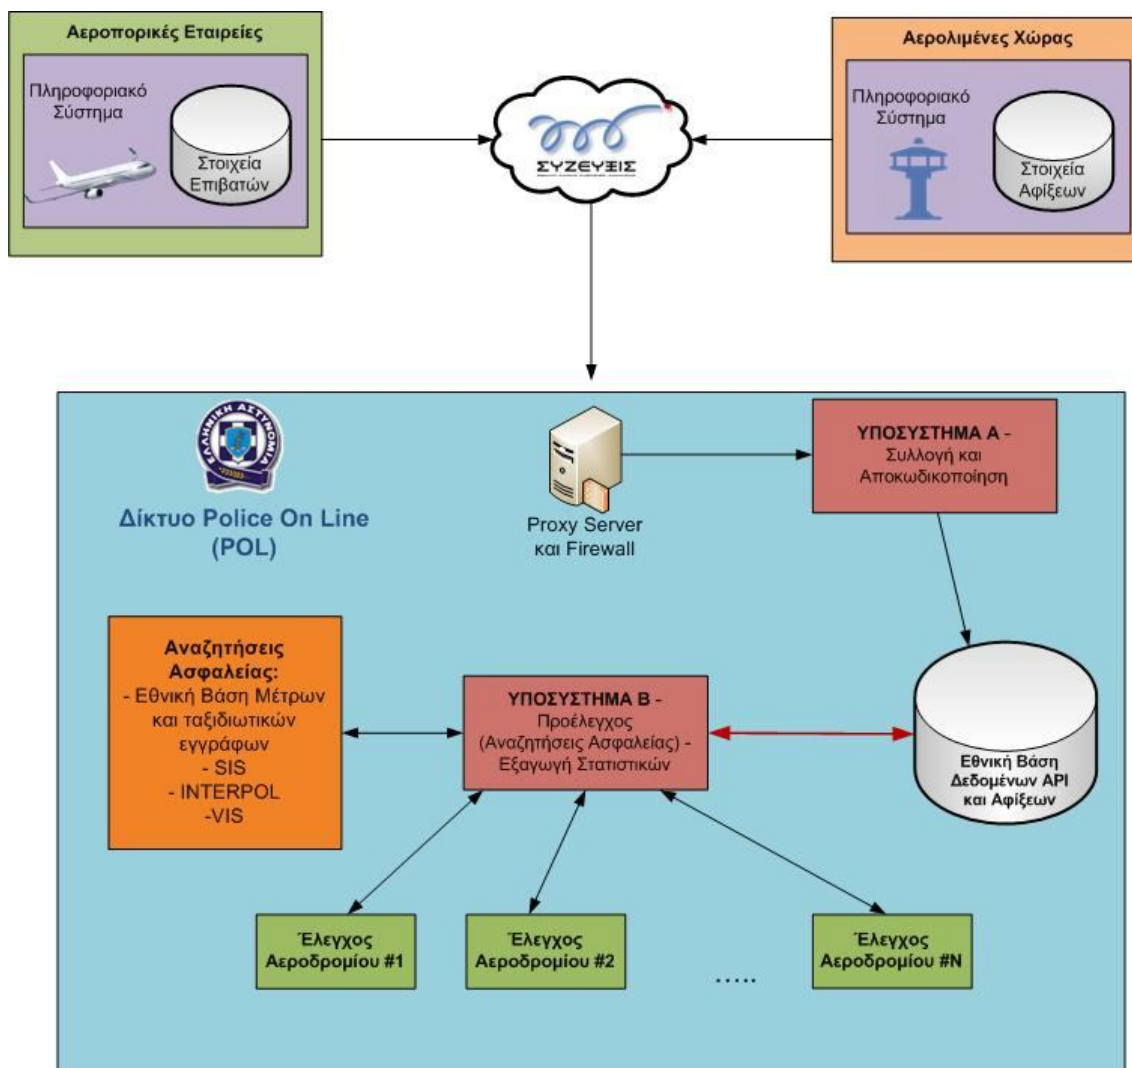 Αεροπορικές Εταιρείες
Πληροφοριακό
Σύστημα
Στοιχεία
Επιβατών
ΣΥΖΕΥΞΙΣ
Αερολιμένες Χώρας
Πληροφοριακό
Σύστημα
Στοιχεία
Αφίξεων
ΕΛΛΗΝΙΚΗ ΑΣΤΥΝΟΜΙΑ
Δίκτυο Police On Line
(POL)
Proxy Server
και Firewall
ΥΠΟΣΥΣΤΗΜΑ Α -
Συλλογή και
Αποκωδικοποίηση
Αναζητήσεις
Ασφαλείας:
- Εθνική Βάση Μέτρων
και ταξιδιωτικών
εγγράφων
- SIS
- INTERPOL
-VIS
ΥΠΟΣΥΣΤΗΜΑ Β -
Προέλεγχος
(Αναζητήσεις Ασφαλείας) -
Εξαγωγή Στατιστικών
Εθνική Βάση
Δεδομένων API
και Αφίξεων
Έλεγχος
Αεροδρομίου #1
Έλεγχος
Αεροδρομίου #2
.....
Έλεγχος
Αεροδρομίου #N